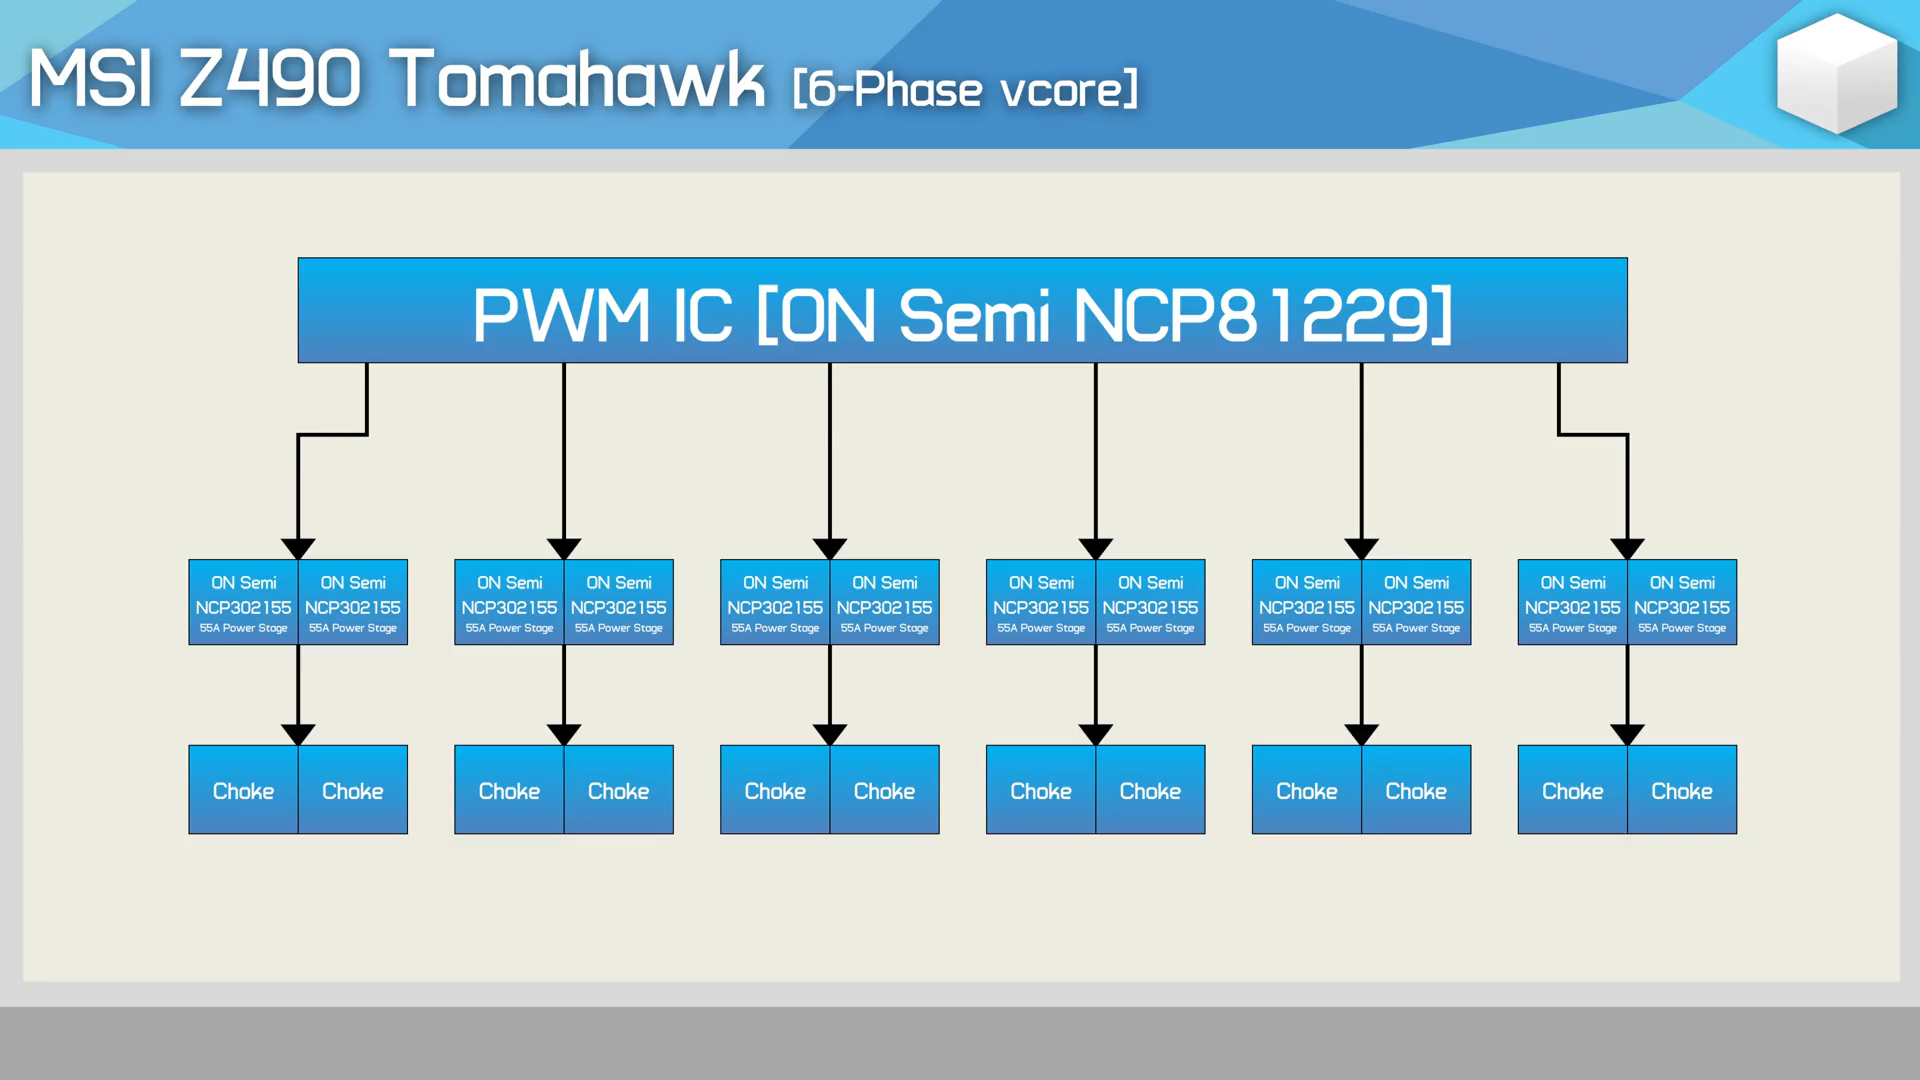 MSI Z490 Tomahawk [6-Phase vcore]
PWM IC [ON Semi NCP81229]
ON Semi ON Semi ON Semi ON Semi ON Semi ON Semi ON Semi ON Semi ON Semi ON Semi ON Semi ON Semi
NCP302155 NCP302155 NCP302155 NCP302155 NCP302155 NCP302155 NCP302155 NCP302155 NCP302155 NCP302155 NCP302155 NCP302155
55A Power Stage 55A Power Stage 55A Power Stage 55A Power Stage 55A Power Stage 55A Power Stage 55A Power Stage 55A Power Stage 55A Power Stage 55A Power Stage 55A Power Stage 55A Power Stage
Choke Choke Choke Choke Choke Choke Choke Choke Choke Choke Choke Choke